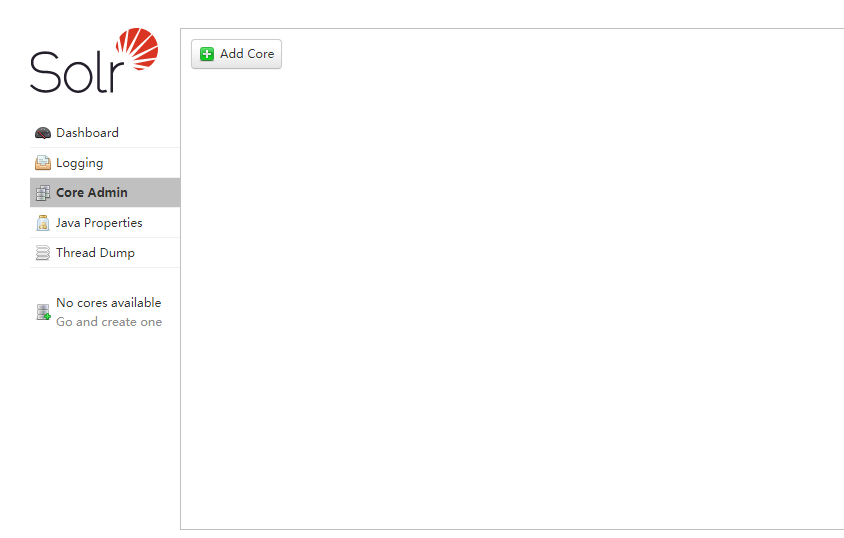 Solr
Add Core
Dashboard
Logging
Core Admin
Java Properties
Thread Dump
No cores available
Go and create one